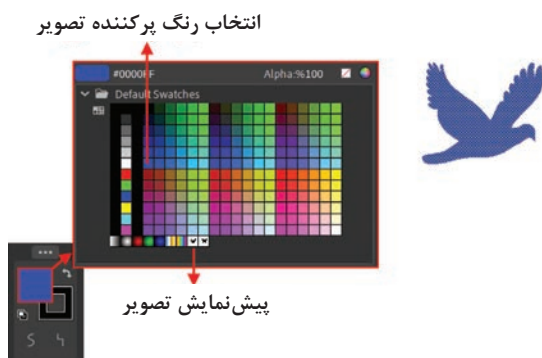 انتخاب رنگ پرکننده تصویر
#0000FF Alpha:%100
Default Swatches
پیش‌نمایش تصویر